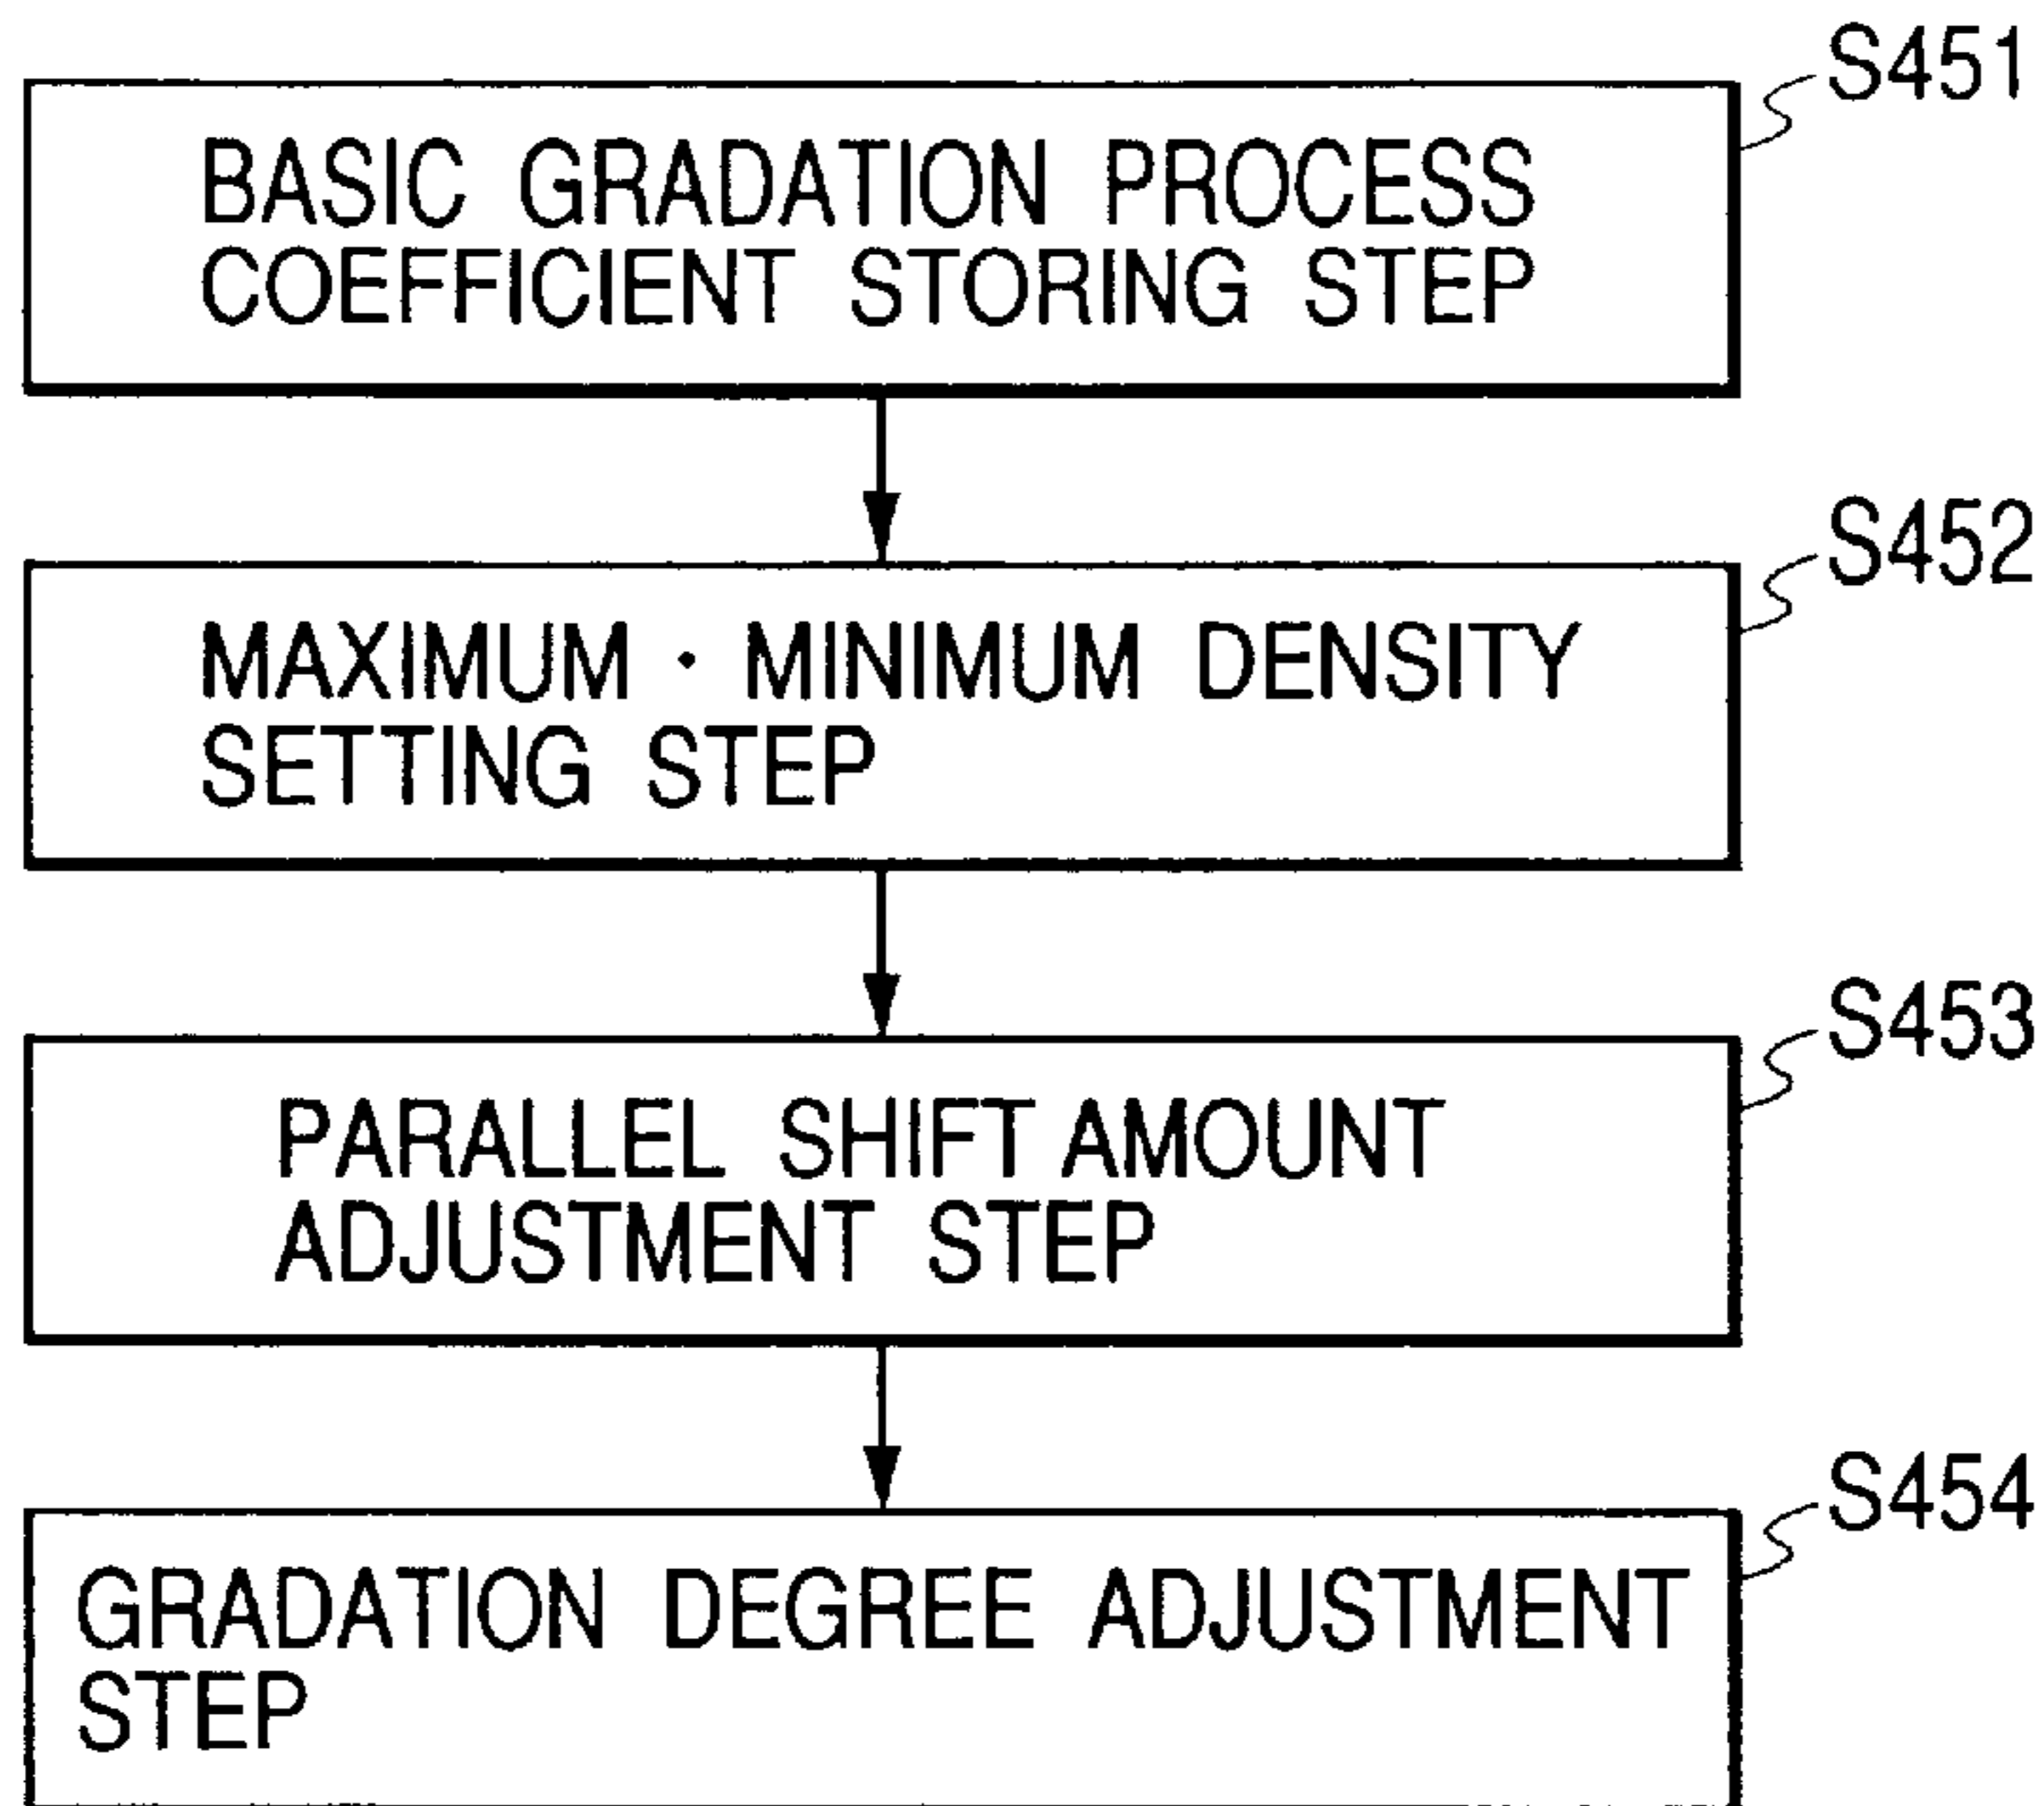 S451
BASIC GRADATION PROCESS
COEFFICIENT STORING STEP
S452
MAXIMUM · MINIMUM DENSITY
SETTING STEP
S453
PARALLEL SHIFT AMOUNT
ADJUSTMENT STEP
S454
GRADATION DEGREE ADJUSTMENT
STEP